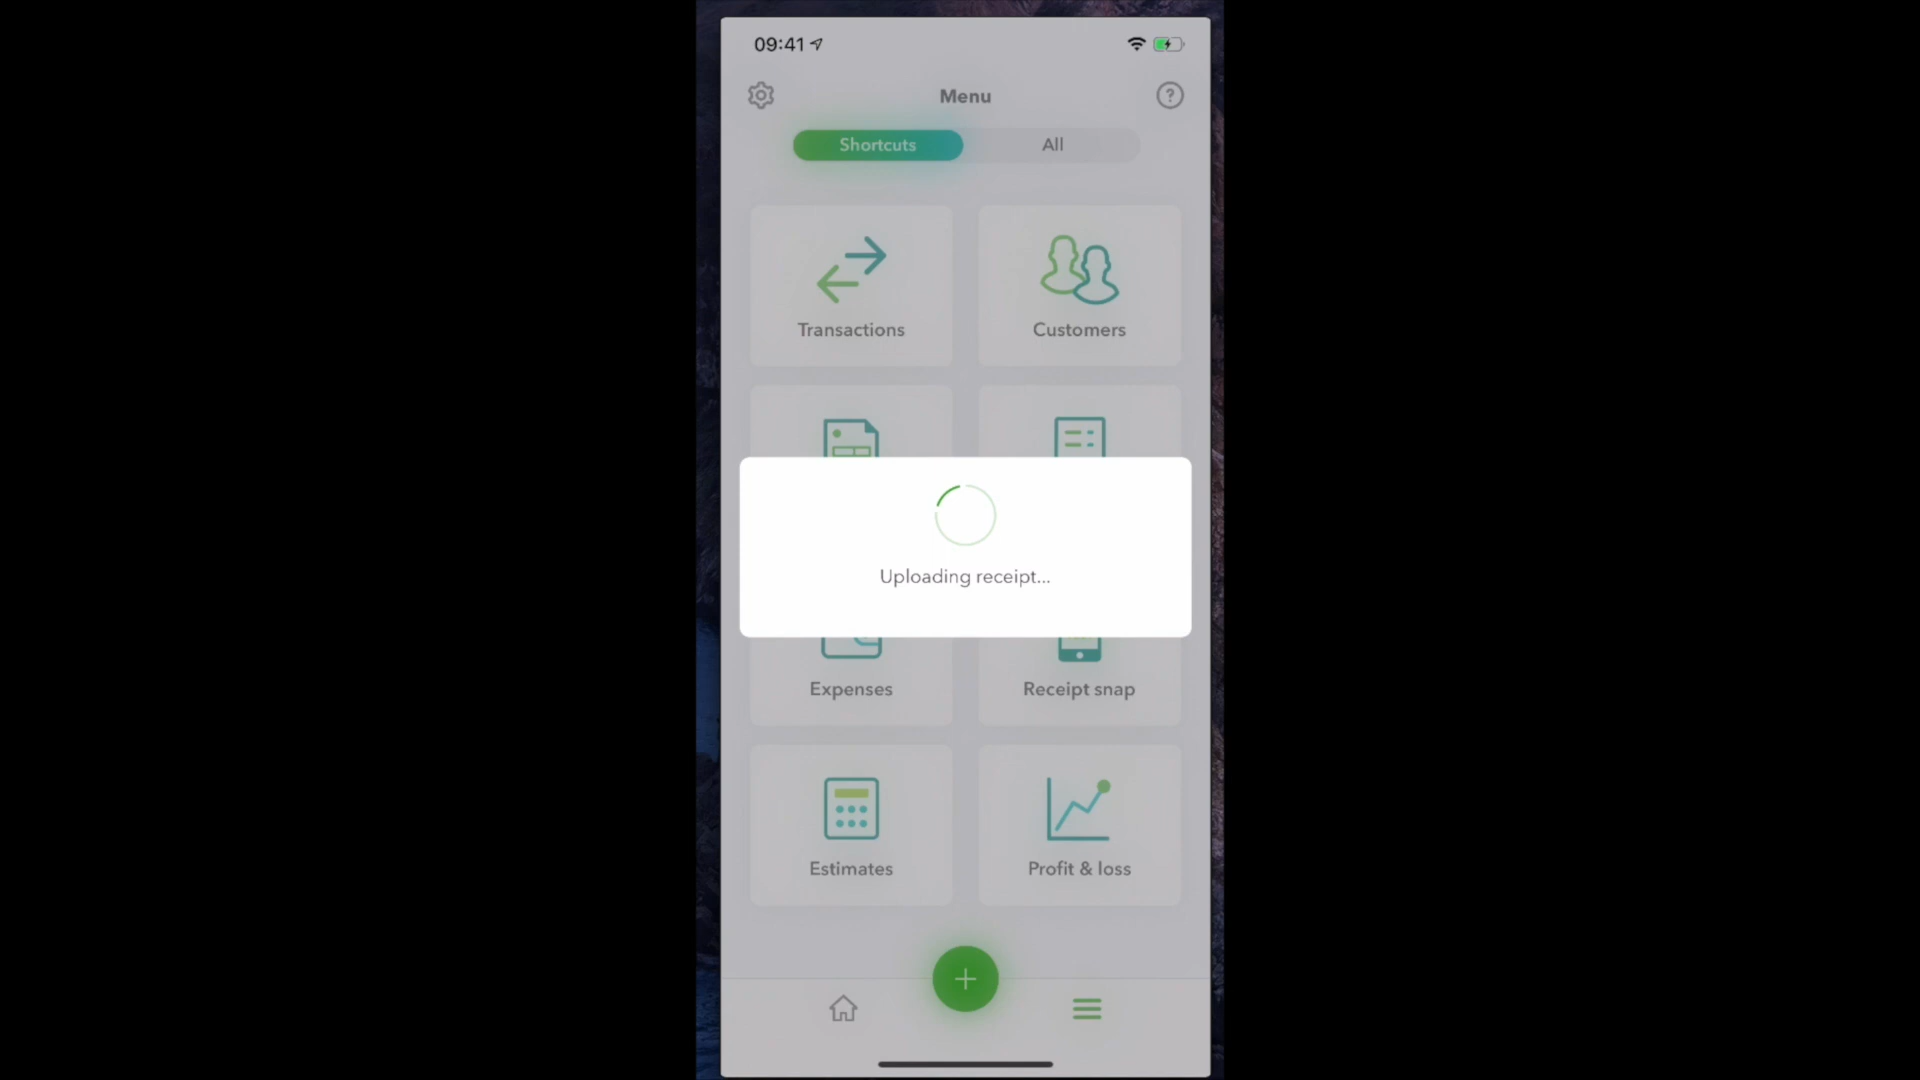 09:41
Menu
Shortcuts
All
Transactions
Customers
Uploading receipt...
Expenses
Receipt snap
Estimates
Profit & loss